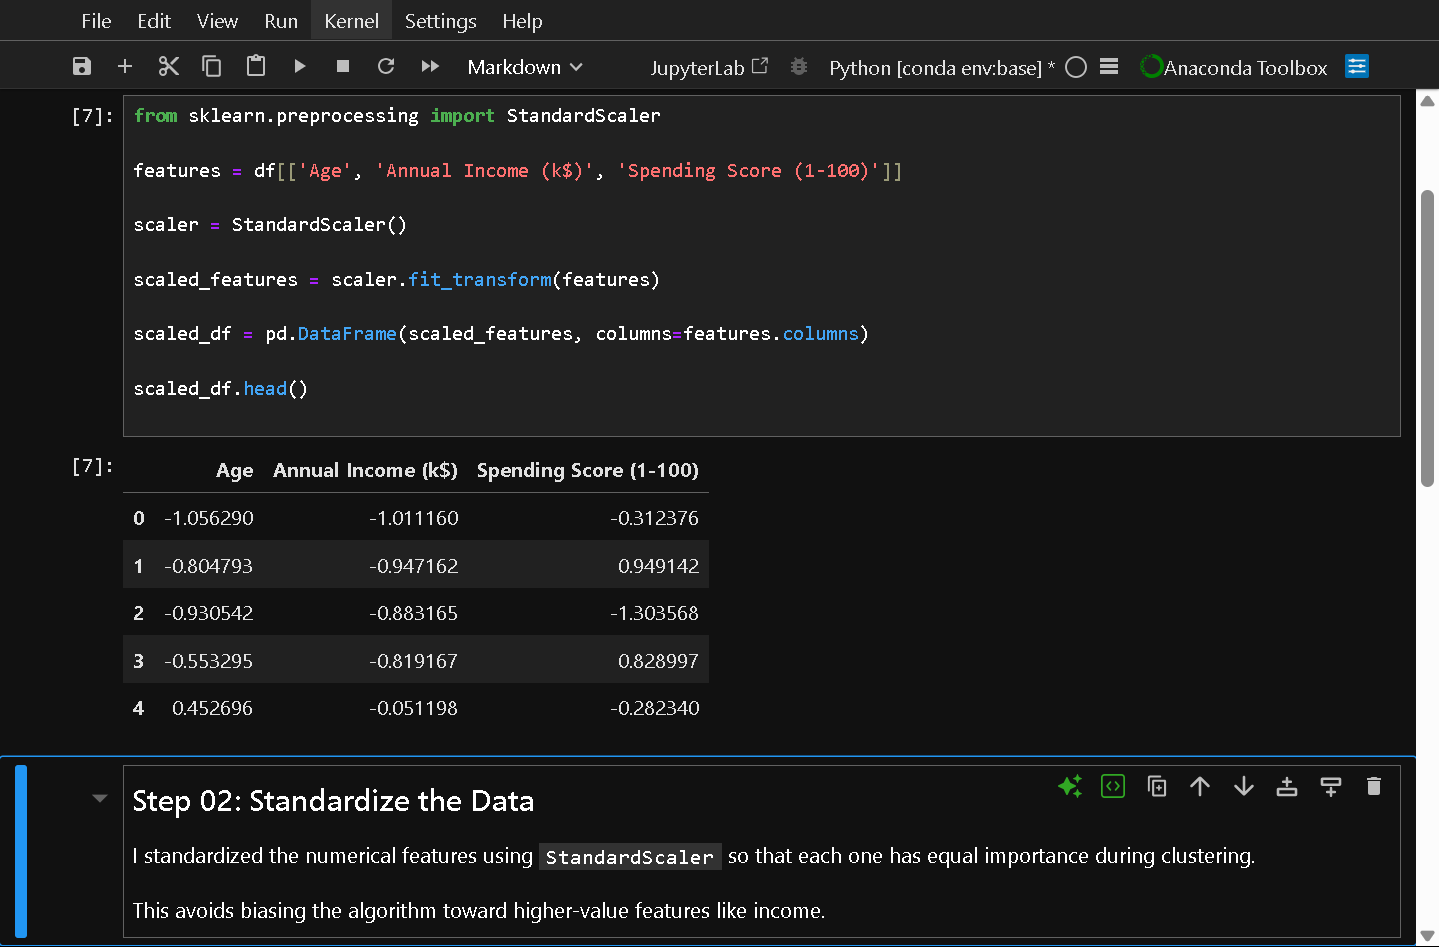 File Edit View Run Kernel Settings Help
Markdown JupyterLab Python [conda env:base] * Anaconda Toolbox
[7]: from sklearn.preprocessing import StandardScaler
features = df[['Age', 'Annual Income (k$)', 'Spending Score (1-100)']]
scaler = StandardScaler()
scaled_features = scaler.fit_transform(features)
scaled_df = pd.DataFrame(scaled_features, columns=features.columns)
scaled_df.head()
[7]: Age Annual Income (k$) Spending Score (1-100)
0 -1.056290 -1.011160 -0.312376
1 -0.804793 -0.947162 0.949142
2 -0.930542 -0.883165 -1.303568
3 -0.553295 -0.819167 0.828997
4 0.452696 -0.051198 -0.282340
Step 02: Standardize the Data
I standardized the numerical features using StandardScaler so that each one has equal importance during clustering.
This avoids biasing the algorithm toward higher-value features like income.